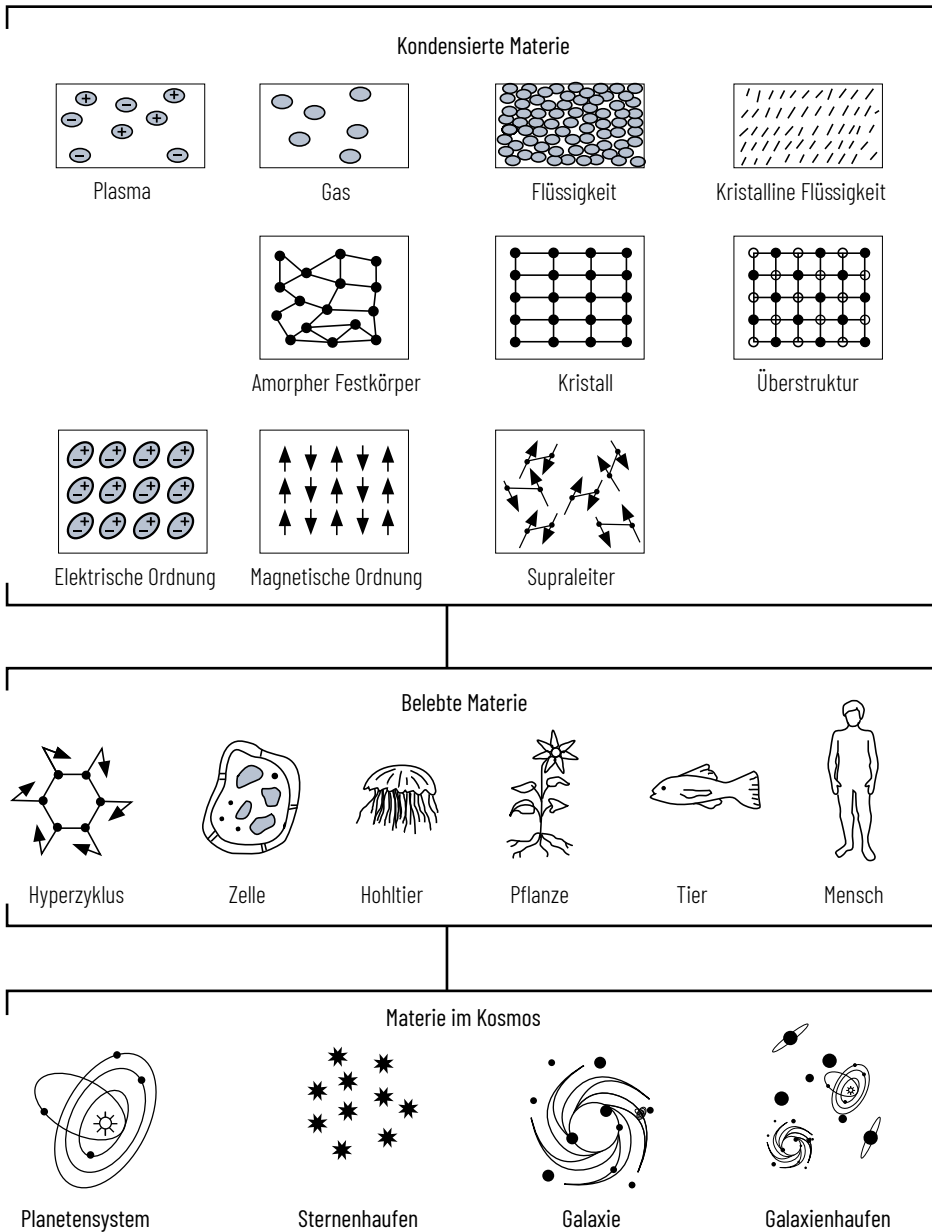 Kondensierte Materie
Plasma
Gas
Flüssigkeit
Kristalline Flüssigkeit
Amorpher Festkörper
Kristall
Überstruktur
Elektrische Ordnung
Magnetische Ordnung
Supraleiter
Belebte Materie
Hyperzyklus
Zelle
Hohltier
Pflanze
Tier
Mensch
Materie im Kosmos
Planetensystem
Sternenhaufen
Galaxie
Galaxienhaufen